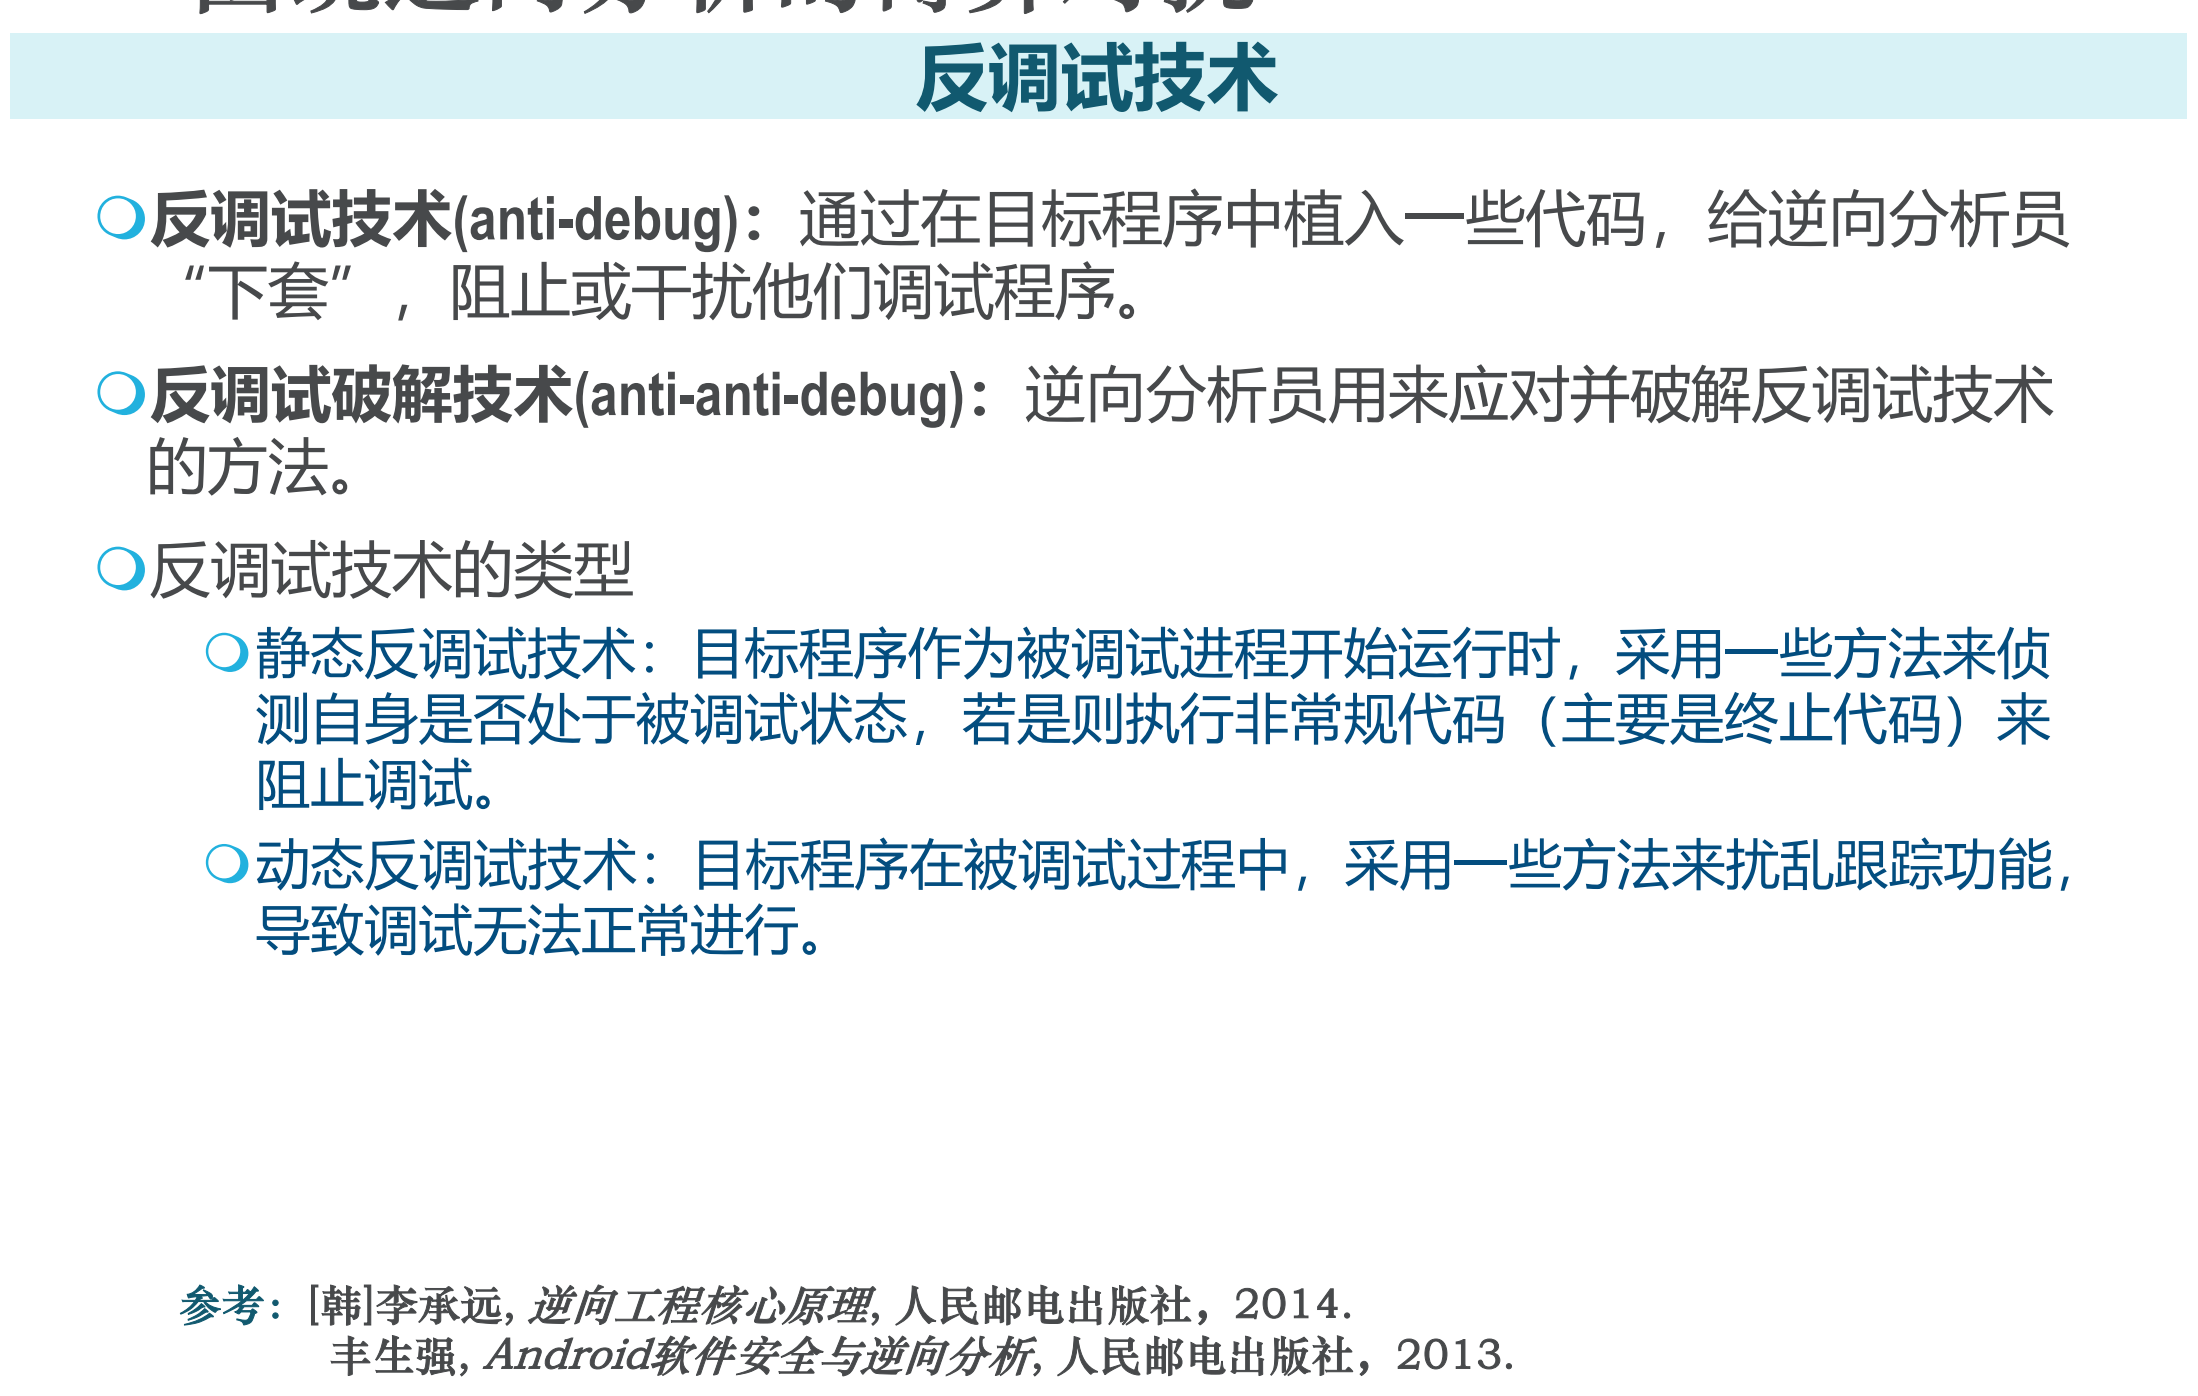 反调试技术
反调试技术(anti-debug)：通过在目标程序中植入一些代码，给逆向分析员
“下套”，阻止或干扰他们调试程序。
反调试破解技术(anti-anti-debug)：逆向分析员用来应对并破解反调试技术
的方法。
反调试技术的类型
静态反调试技术：目标程序作为被调试进程开始运行时，采用一些方法来侦
测自身是否处于被调试状态，若是则执行非常规代码（主要是终止代码）来
阻止调试。
动态反调试技术：目标程序在被调试过程中，采用一些方法来扰乱跟踪功能，
导致调试无法正常进行。
参考：[韩]李承远, 逆向工程核心原理, 人民邮电出版社，2014.
丰生强, Android软件安全与逆向分析, 人民邮电出版社，2013.